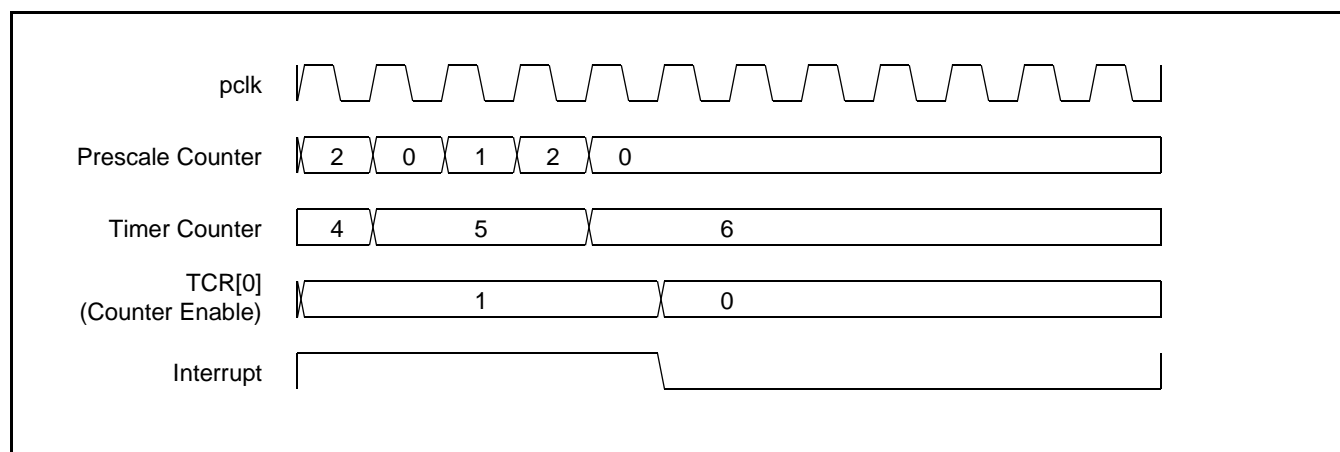 pclk
Prescale Counter 2 0 1 2 0
Timer Counter 4 5 6
TCR[0]
(Counter Enable) 1 0
Interrupt